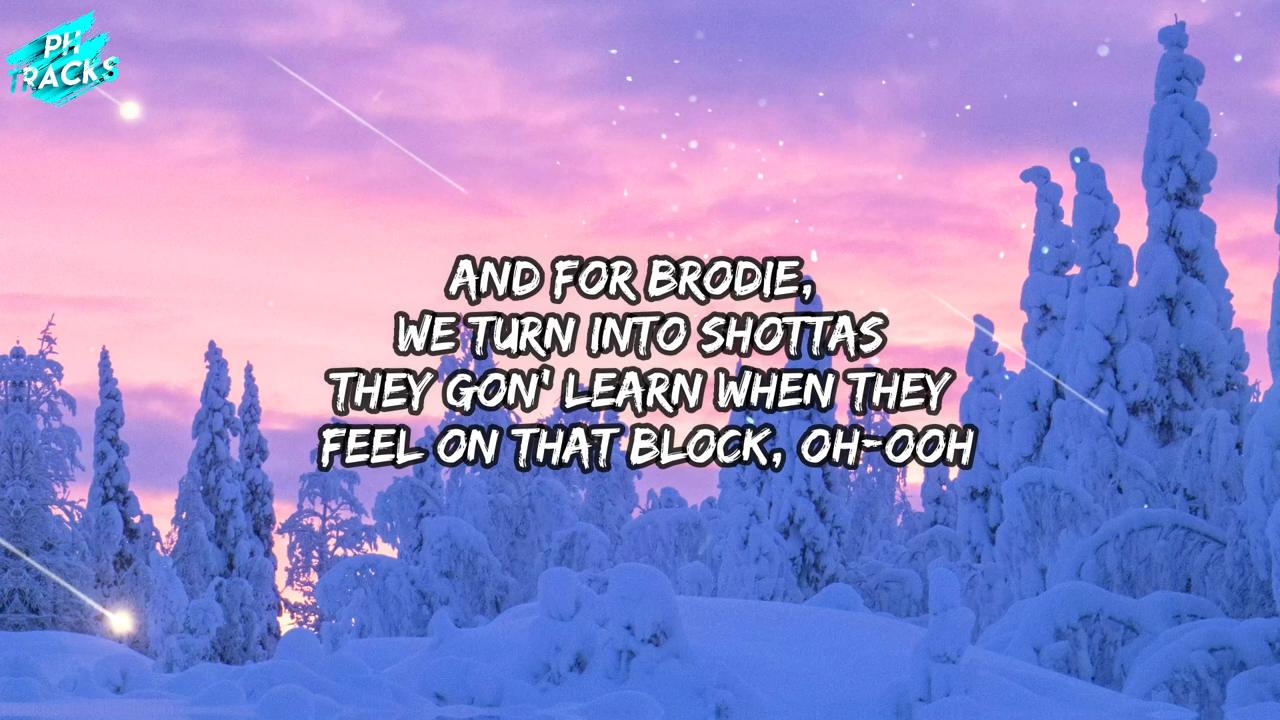 PH
TRACKS
AND FOR BRODIE,
WE TURN INTO SHOTTAS
THEY GON' LEARN WHEN THEY
FEEL ON THAT BLOCK, OH-OOH